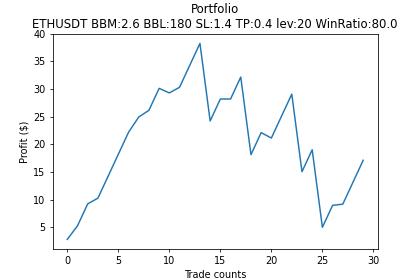 Portfolio
ETHUSDT BBM:2.6 BBL:180 SL:1.4 TP:0.4 lev:20 WinRatio:80.0
40
35
30
25
20
15
10
5
Profit ($)
0 5 10 15 20 25 30
Trade counts